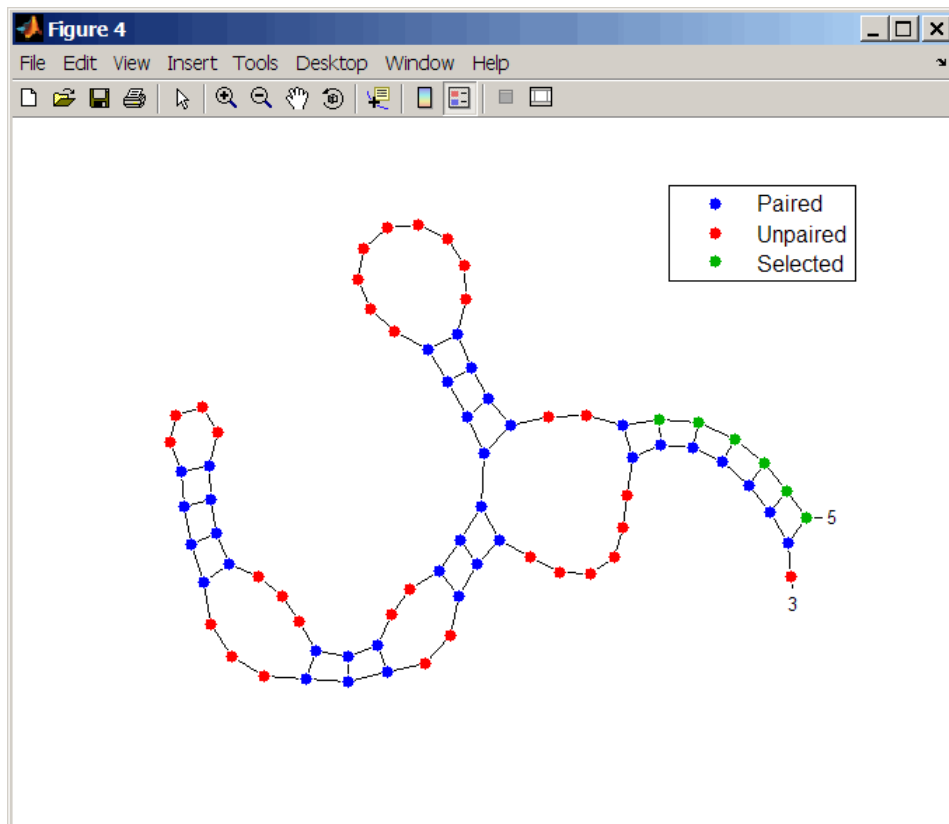 Figure 4
File Edit View Insert Tools Desktop Window Help
Paired
Unpaired
Selected
5
3